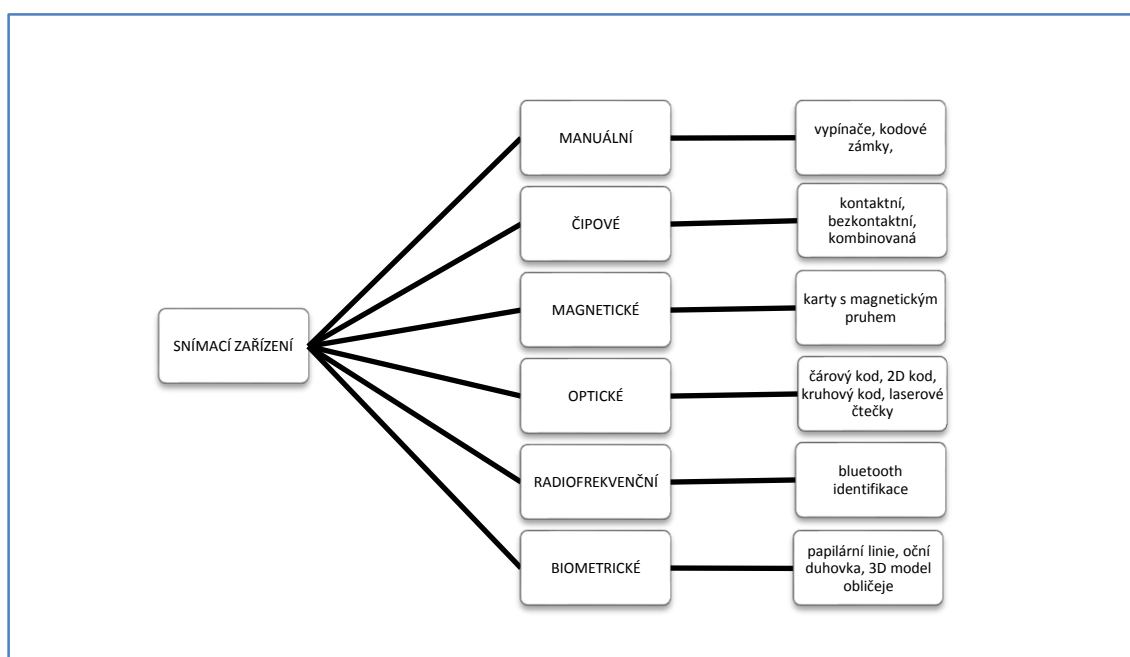 SNÍMACÍ ZAŘÍZENÍ
MANUÁLNÍ
vypínače, kodové
zámky,
ČIPOVÉ
kontaktní,
bezkontaktní,
kombinovaná
MAGNETICKÉ
karty s magnetickým
pruhem
OPTICKÉ
čárový kod, 2D kod,
kruhový kod, laserové
čtečky
RADIOFREKVENČNÍ
bluetooth
identifikace
BIOMETRICKÉ
papilární linie, oční
duhovka, 3D model
obličeje